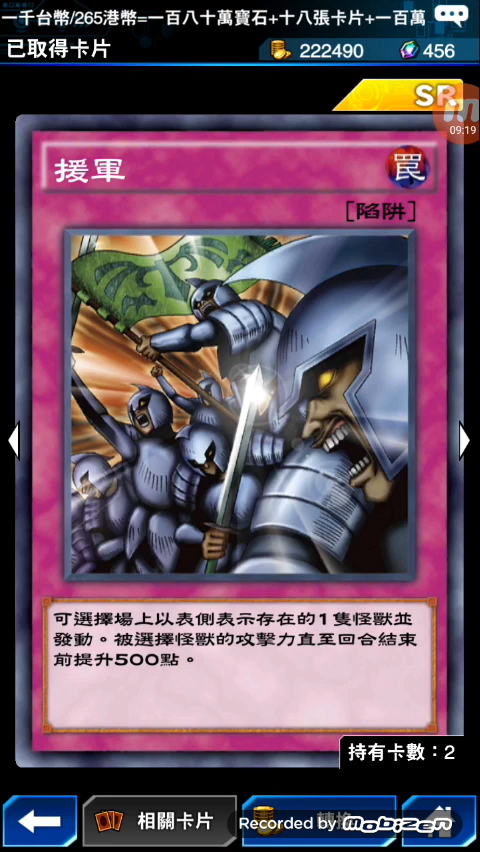 一千台幣/265港幣=一百八十萬寶石+十八張卡片+一百萬
已取得卡片
222490
456
SR
09:19
援軍
罠
[陷阱]
可選擇場上以表側表示存在的1隻怪獸並
發動。被選擇怪獸的攻擊力直至回合結束
前提升500點。
持有卡數：2
相關卡片
Recorded by Mobizen